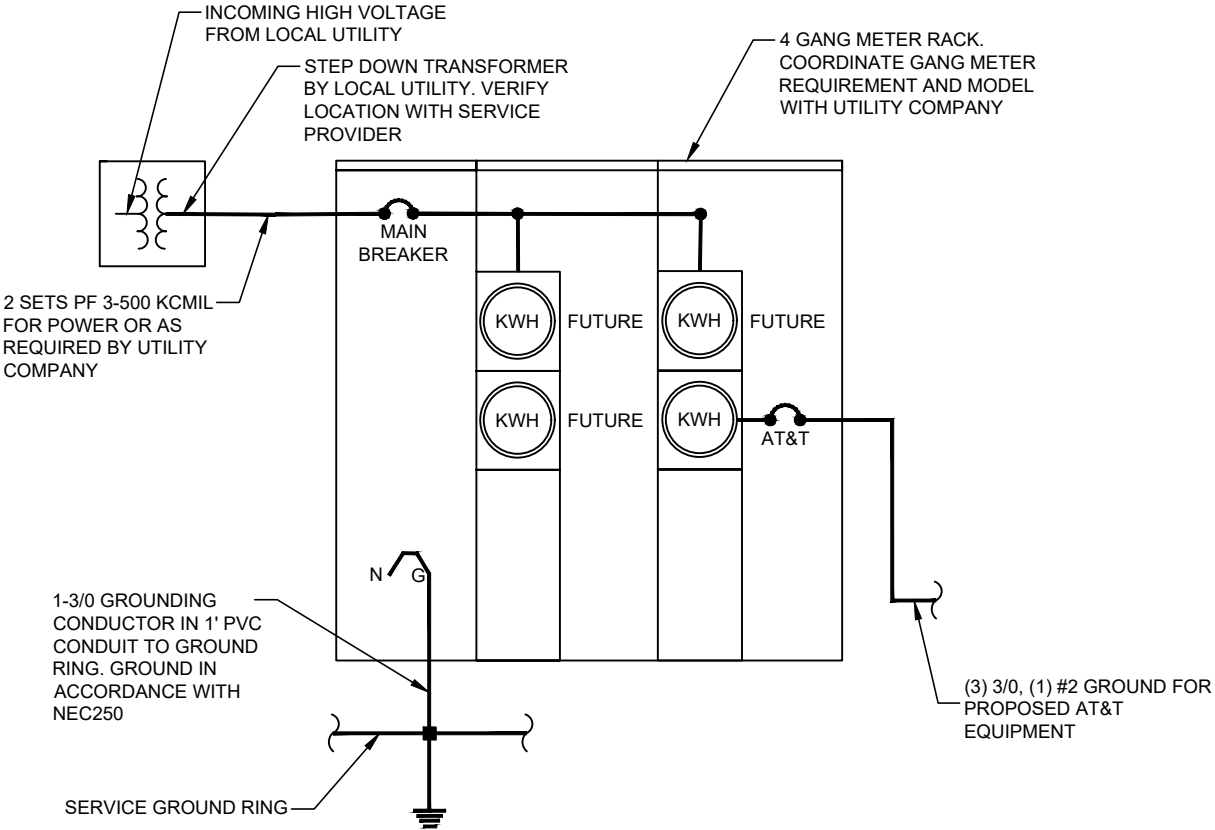 INCOMING HIGH VOLTAGE
FROM LOCAL UTILITY
STEP DOWN TRANSFORMER
BY LOCAL UTILITY. VERIFY
LOCATION WITH SERVICE
PROVIDER
4 GANG METER RACK.
COORDINATE GANG METER
REQUIREMENT AND MODEL
WITH UTILITY COMPANY
MAIN
BREAKER
2 SETS PF 3-500 KCMIL
FOR POWER OR AS
REQUIRED BY UTILITY
COMPANY
KWH
FUTURE
KWH
FUTURE
KWH
FUTURE
KWH
AT&T
N
G
1-3/0 GROUNDING
CONDUCTOR IN 1' PVC
CONDUIT TO GROUND
RING. GROUND IN
ACCORDANCE WITH
NEC250
(3) 3/0, (1) #2 GROUND FOR
PROPOSED AT&T
EQUIPMENT
SERVICE GROUND RING